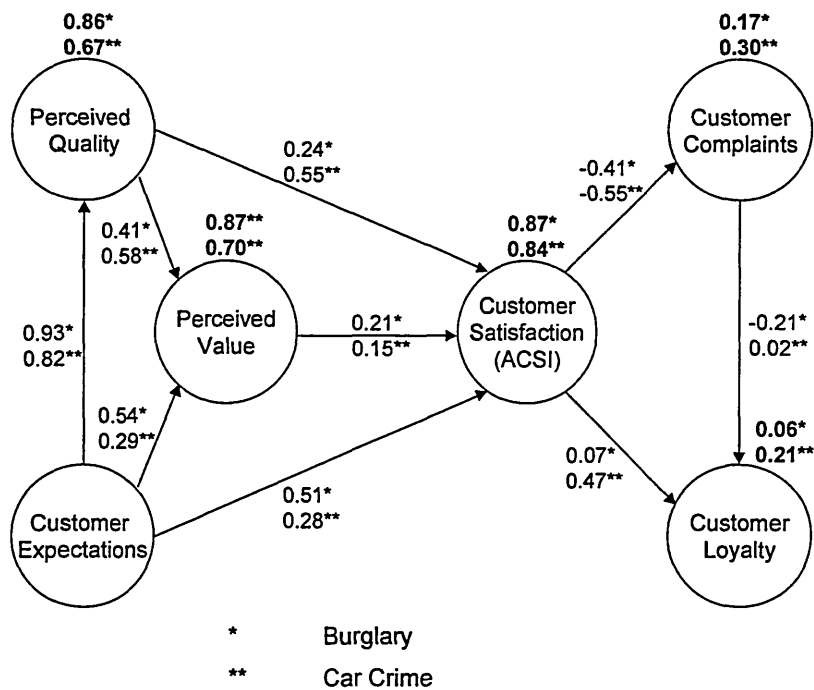 0.86*
0.67**
Perceived
Quality
0.17*
0.30**
Customer
Complaints
0.24*
0.55**
-0.41*
-0.55**
0.41*
0.58**
0.87**
0.70**
Perceived
Value
0.87*
0.84**
Customer
Satisfaction
(ACSI)
0.21*
0.15**
0.93*
0.82**
-0.21*
0.02**
0.54*
0.29**
0.51*
0.28**
0.07*
0.47**
0.06*
0.21**
Customer
Expectations
Customer
Loyalty
* Burglary
** Car Crime